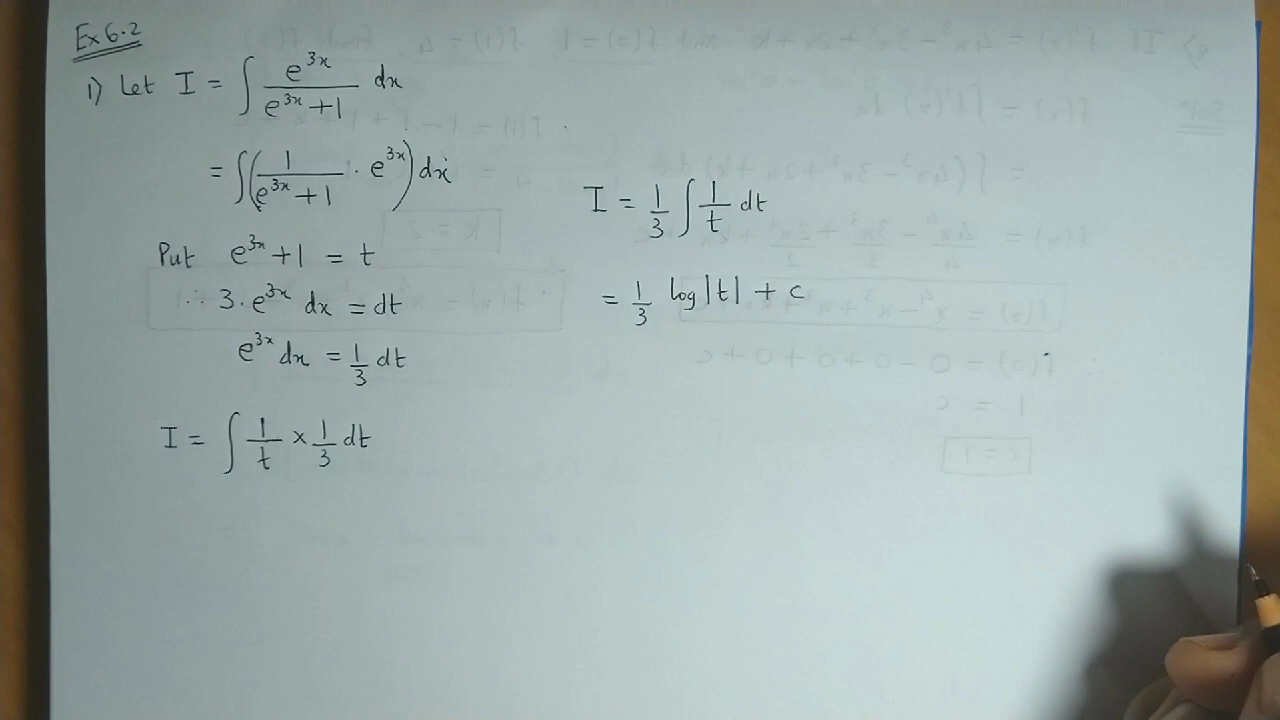 Ex 6.2
1) Let I = ∫ e^{3x}/(e^{3x}+1) dx
= ∫(1/(e^{3x}+1) · e^{3x}) dx
Put e^{3x}+1 = t
∴ 3·e^{3x} dx = dt
e^{3x} dx = 1/3 dt
I = ∫ 1/t × 1/3 dt
I = 1/3 ∫ 1/t dt
= 1/3 log|t| + c